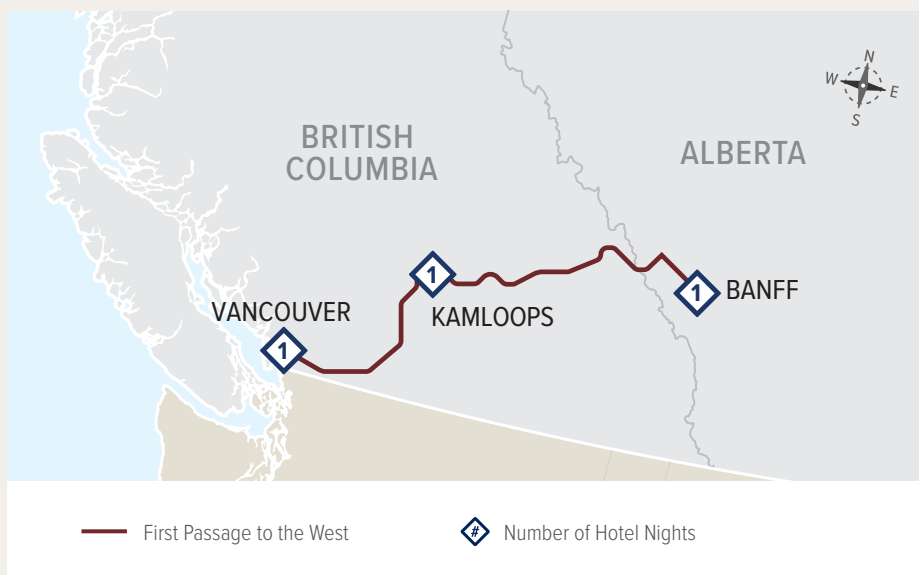 N
W
E
S
BRITISH
COLUMBIA
ALBERTA
1
1
BANFF
VANCOUVER
KAMLOOPS
1
First Passage to the West
# Number of Hotel Nights